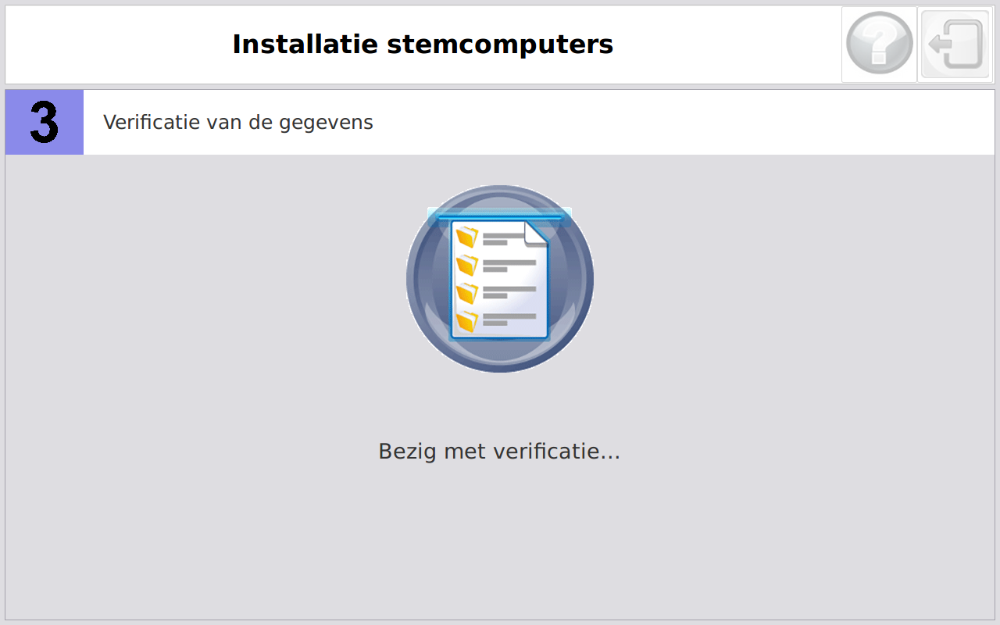 Installatie stemcomputers
?
3
Verificatie van de gegevens
Bezig met verificatie...